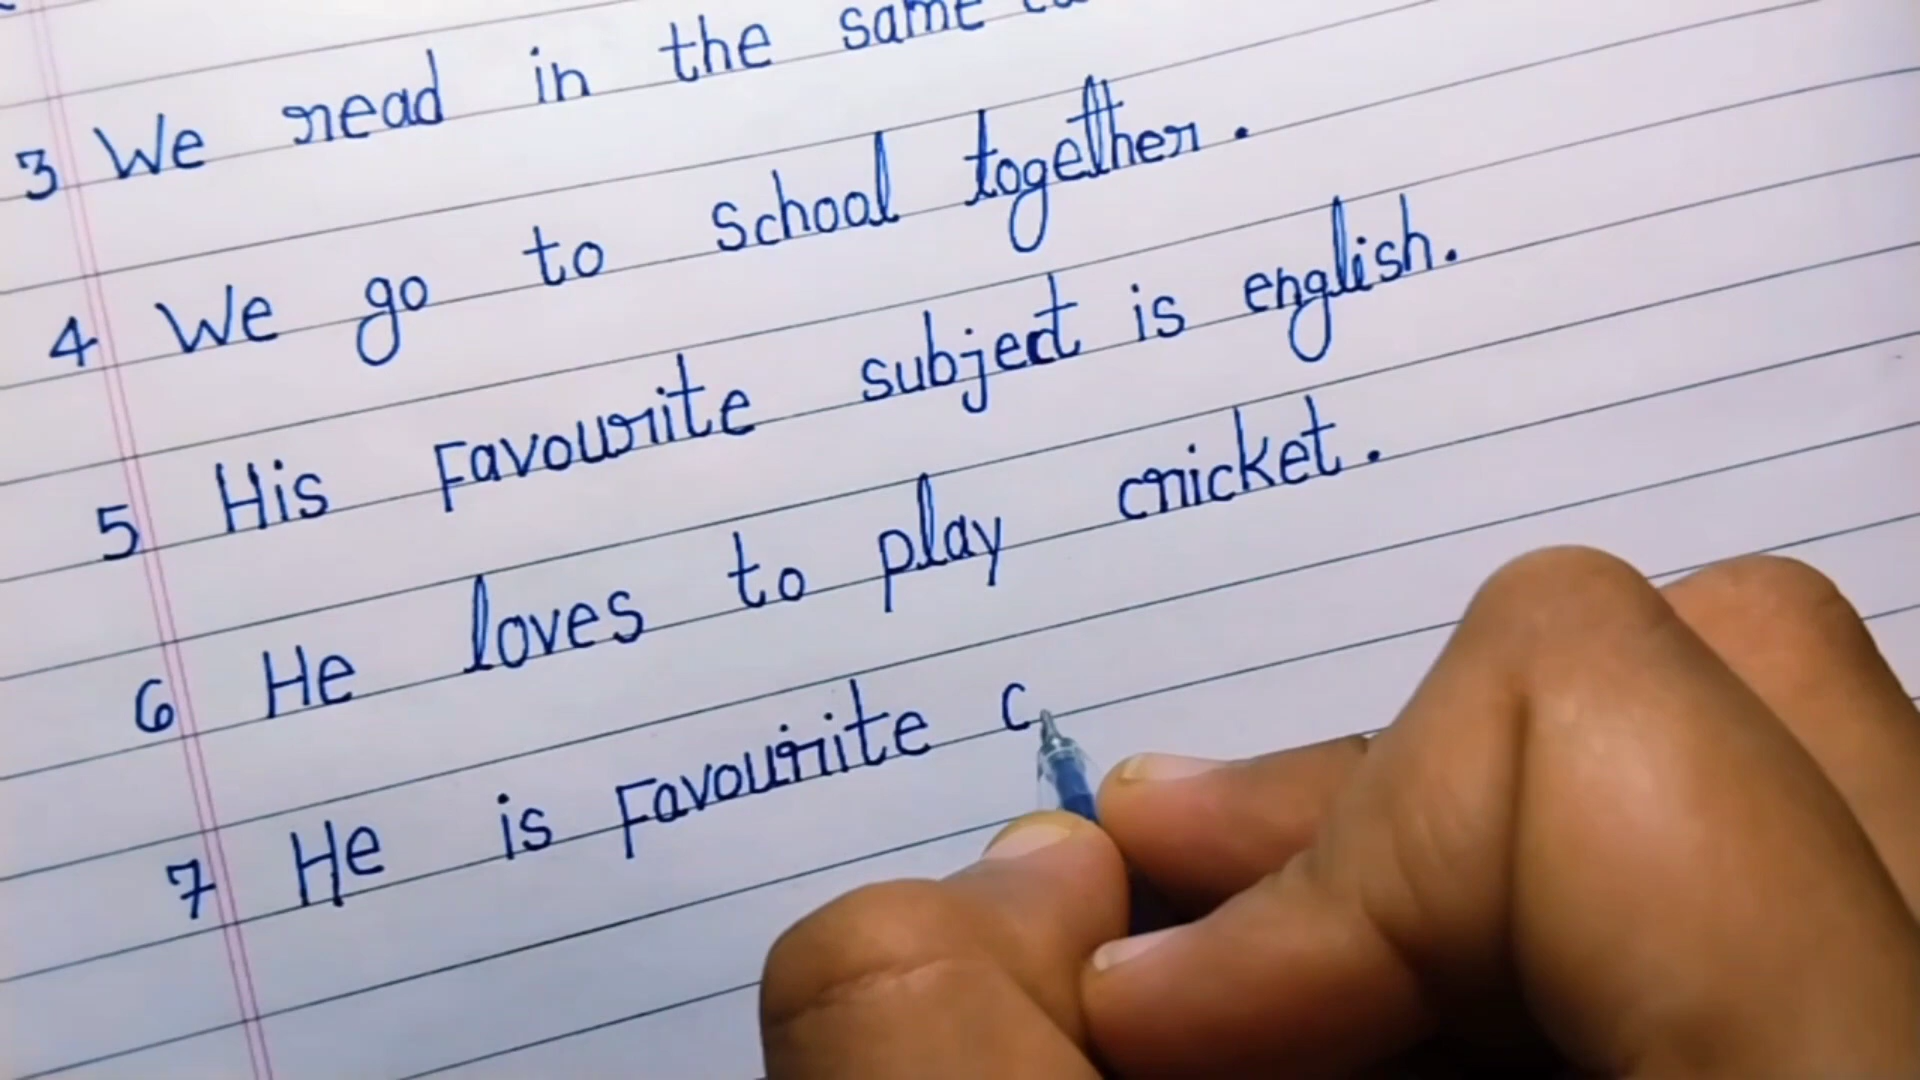 3 We read in the same
4 We go to school together.
5 His Favourite subject is english.
6 He loves to play cricket.
7 He is Favourite c